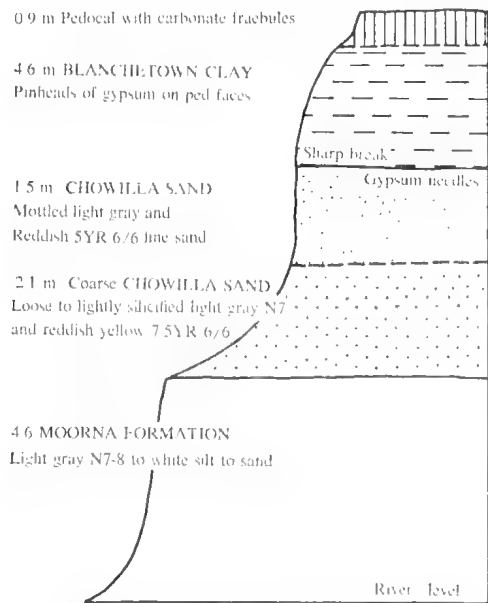 0.9 m Pedocal with carbonate fraebules
4.6 m BLANCHETOWN CLAY
Pinheads of gypsum on ped faces
Sharp break
Gypsum needles
1.5 m CHOWILLA SAND
Mottled light gray and
Reddish 5YR 6/6 fine sand
2.1 m Coarse CHOWILLA SAND
Loose to lightly silicified light gray N7
and reddish yellow 7.5YR 6/6
4.6 MOORNA FORMATION
Light gray N7-8 to white silt to sand
River level